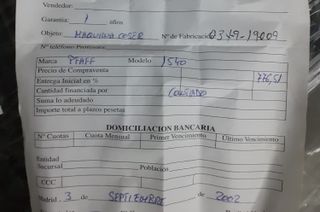 Vendedor:
Garantía: 1 años
Objeto: MAQUINA COSER Nº de Fabricación 0349-19009
Nº teléfono
Marca PFAFF Modelo 1540
Precio de Compraventa 776,51
Entrega Inicial en %
Cantidad financiada por CONTADO
Suma lo adeudado
Importe total a plazos pesetas
DOMICILIACION BANCARIA
Nº Cuotas Cuota Mensual Primer Vencimiento Ultimo Vencimiento
Entidad
Sucursal Población
CCC
Madrid 3 de SEPTIEMBRE de 2002